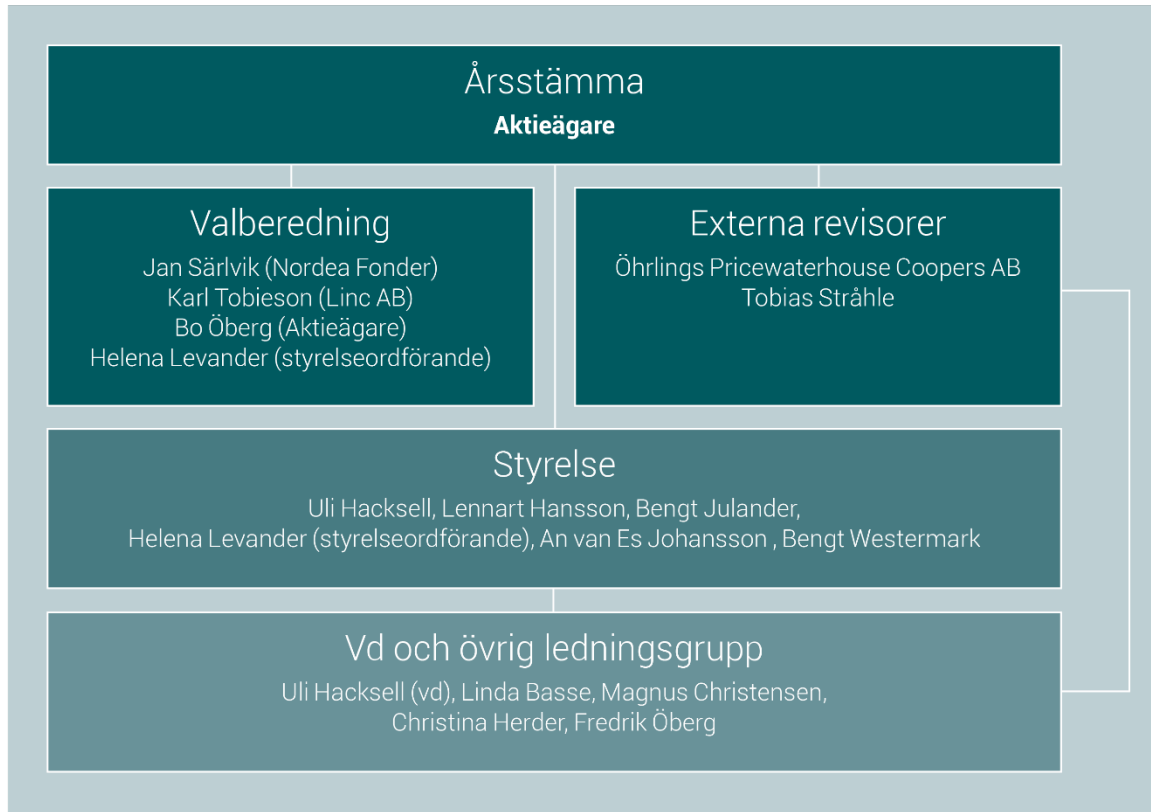 Årsstämma
Aktieägare
Valberedning
Jan Särlvik (Nordea Fonder)
Karl Tobieson (Linc AB)
Bo Öberg (Aktieägare)
Helena Levander (styrelseordförande)
Externa revisorer
Öhrlings Pricewaterhouse Coopers AB
Tobias Stråhle
Styrelse
Uli Hacksell, Lennart Hansson, Bengt Julander,
Helena Levander (styrelseordförande), An van Es Johansson , Bengt Westermark
Vd och övrig ledningsgrupp
Uli Hacksell (vd), Linda Basse, Magnus Christensen,
Christina Herder, Fredrik Öberg